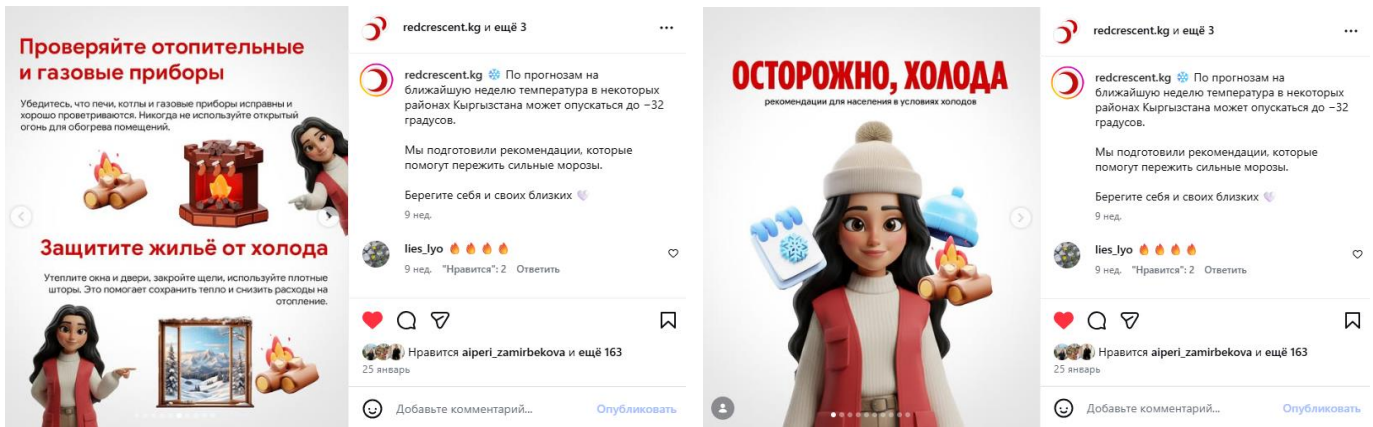 Проверяйте отопительные
и газовые приборы
Убедитесь, что печи, котлы и газовые приборы исправны и
хорошо проветриваются. Никогда не используйте открытый
огонь для обогрева помещений.
Защитите жильё от холода
Утеплите окна и двери, закройте щели, используйте плотные
шторы. Это помогает сохранить тепло и снизить расходы на
отопление.
redcrescent.kg и ещё 3
redcrescent.kg ❄️ По прогнозам на
ближайшую неделю температура в некоторых
районах Кыргызстана может опускаться до −32
градусов.
Мы подготовили рекомендации, которые
помогут пережить сильные морозы.
Берегите себя и своих близких 🤍
9 нед.
lies_lyo 🔥 🔥 🔥 🔥
9 нед. "Нравится": 2 Ответить
Нравится aiperi_zamirbekova и ещё 163
25 январь
Добавьте комментарий... Опубликовать
ОСТОРОЖНО, ХОЛОДА
рекомендации для населения в условиях холодов
redcrescent.kg и ещё 3
redcrescent.kg ❄️ По прогнозам на
ближайшую неделю температура в некоторых
районах Кыргызстана может опускаться до −32
градусов.
Мы подготовили рекомендации, которые
помогут пережить сильные морозы.
Берегите себя и своих близких 🤍
9 нед.
lies_lyo 🔥 🔥 🔥 🔥
9 нед. "Нравится": 2 Ответить
Нравится aiperi_zamirbekova и ещё 163
25 январь
Добавьте комментарий... Опубликовать